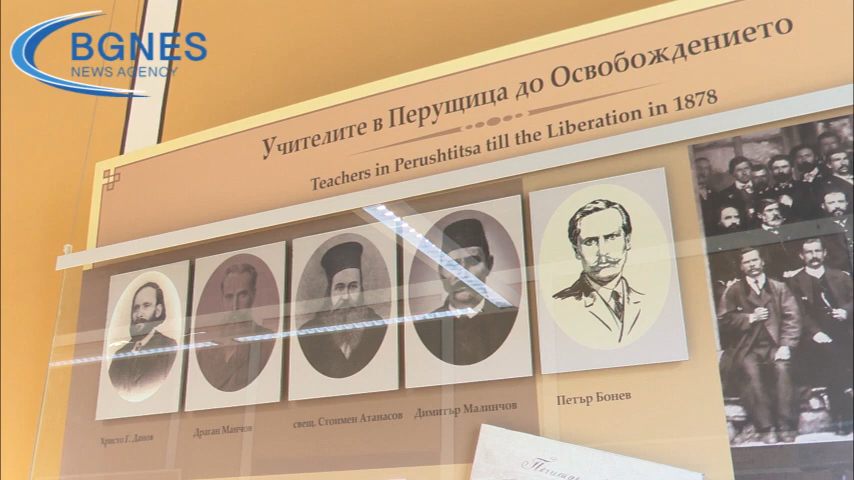 BGNES
NEWS AGENCY
Учителите в Перущица до Освобождението
Teachers in Perushtitsa till the Liberation in 1878
Христо Г. Данов
Драган Манчов
свещ. Стоимен Атанасов
Димитър Малинчов
Петър Бонев